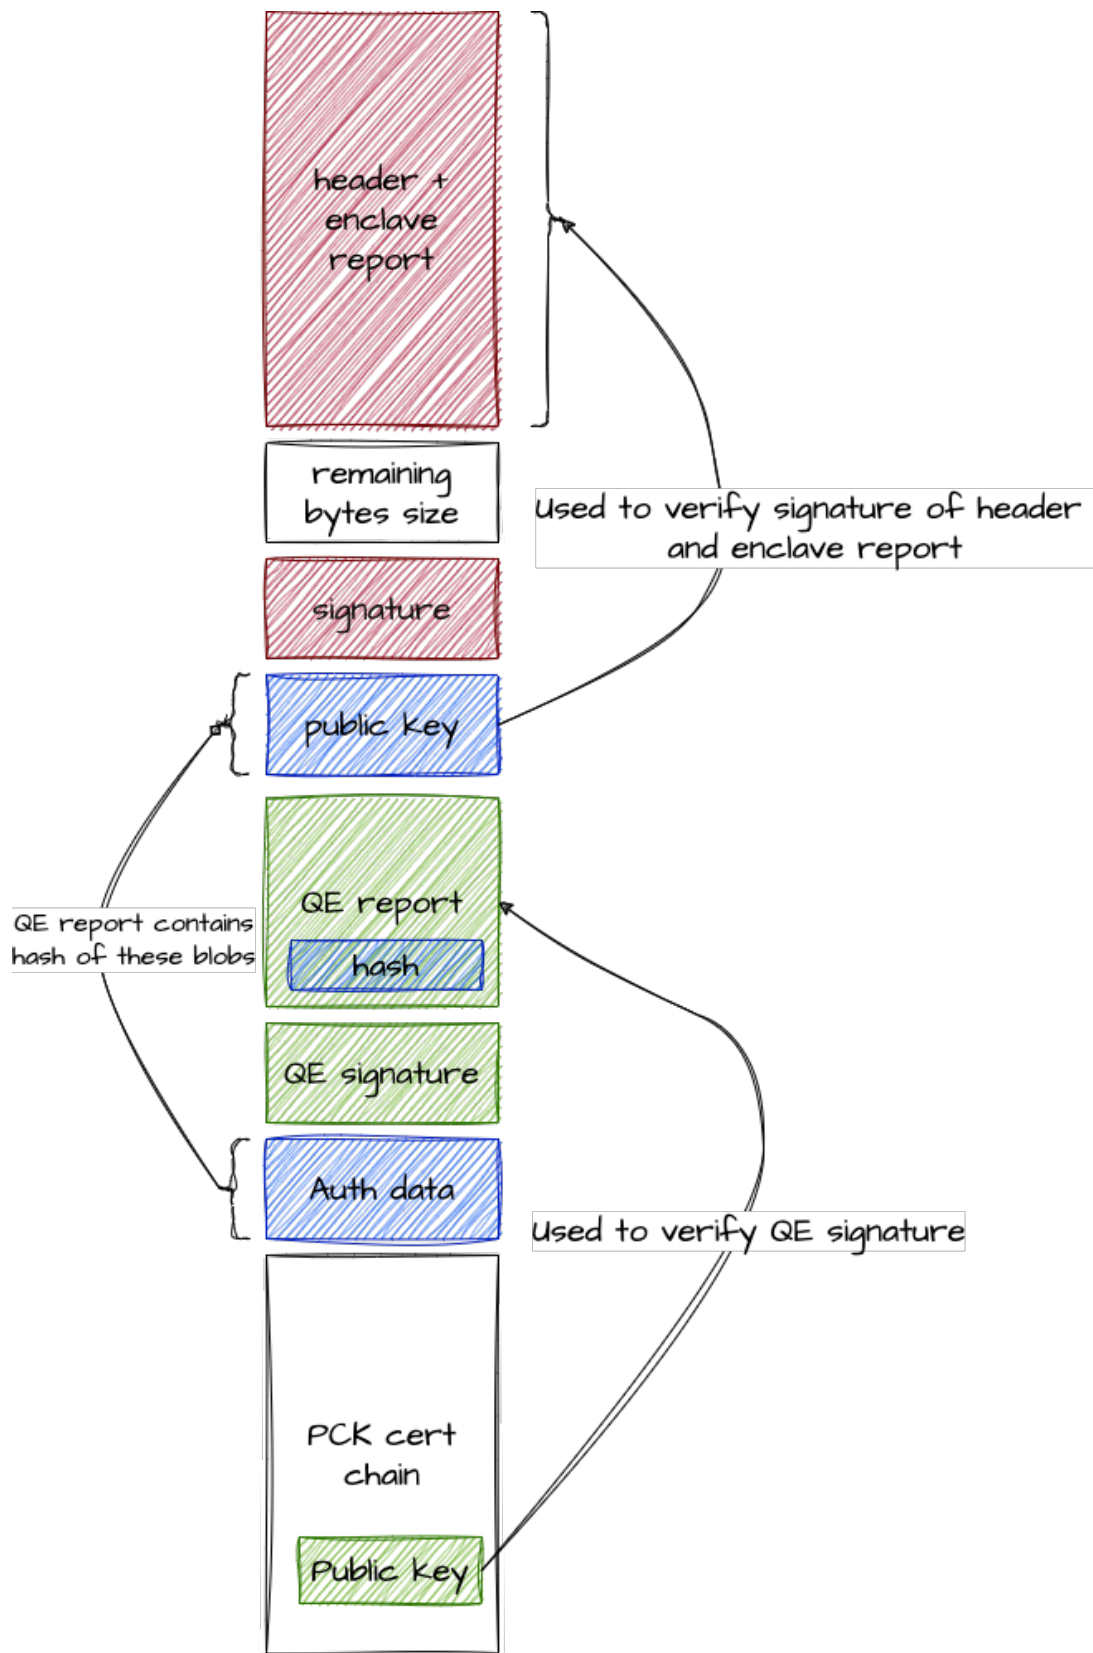 header +
enclave
report
remaining
bytes size
Used to verify signature of header
and enclave report
signature
public key
QE report
QE report contains
hash of these blobs
hash
QE signature
Auth data
Used to verify QE signature
PCK cert
chain
Public key